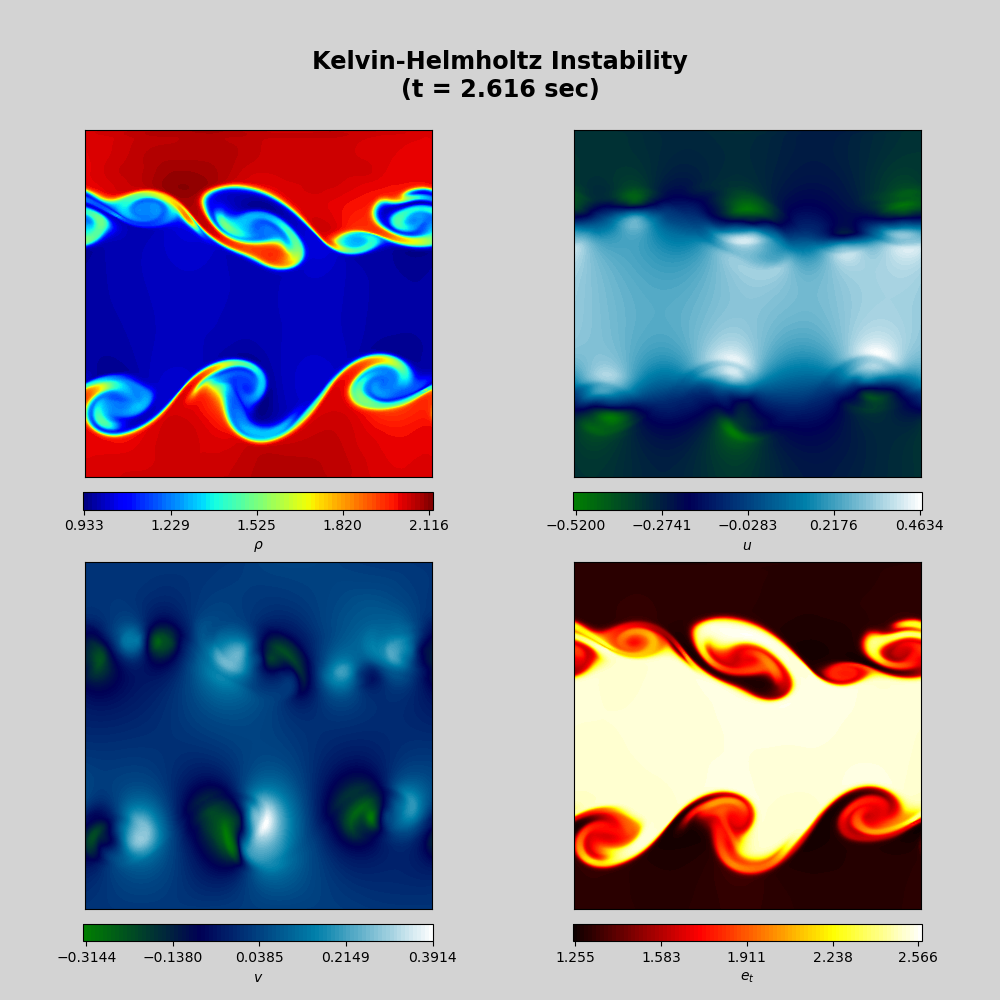 Kelvin-Helmholtz Instability
(t = 2.616 sec)
0.933 1.229 1.525 1.820 2.116
ρ
−0.5200 −0.2741 −0.0283 0.2176 0.4634
u
−0.3144 −0.1380 0.0385 0.2149 0.3914
v
1.255 1.583 1.911 2.238 2.566
e_t